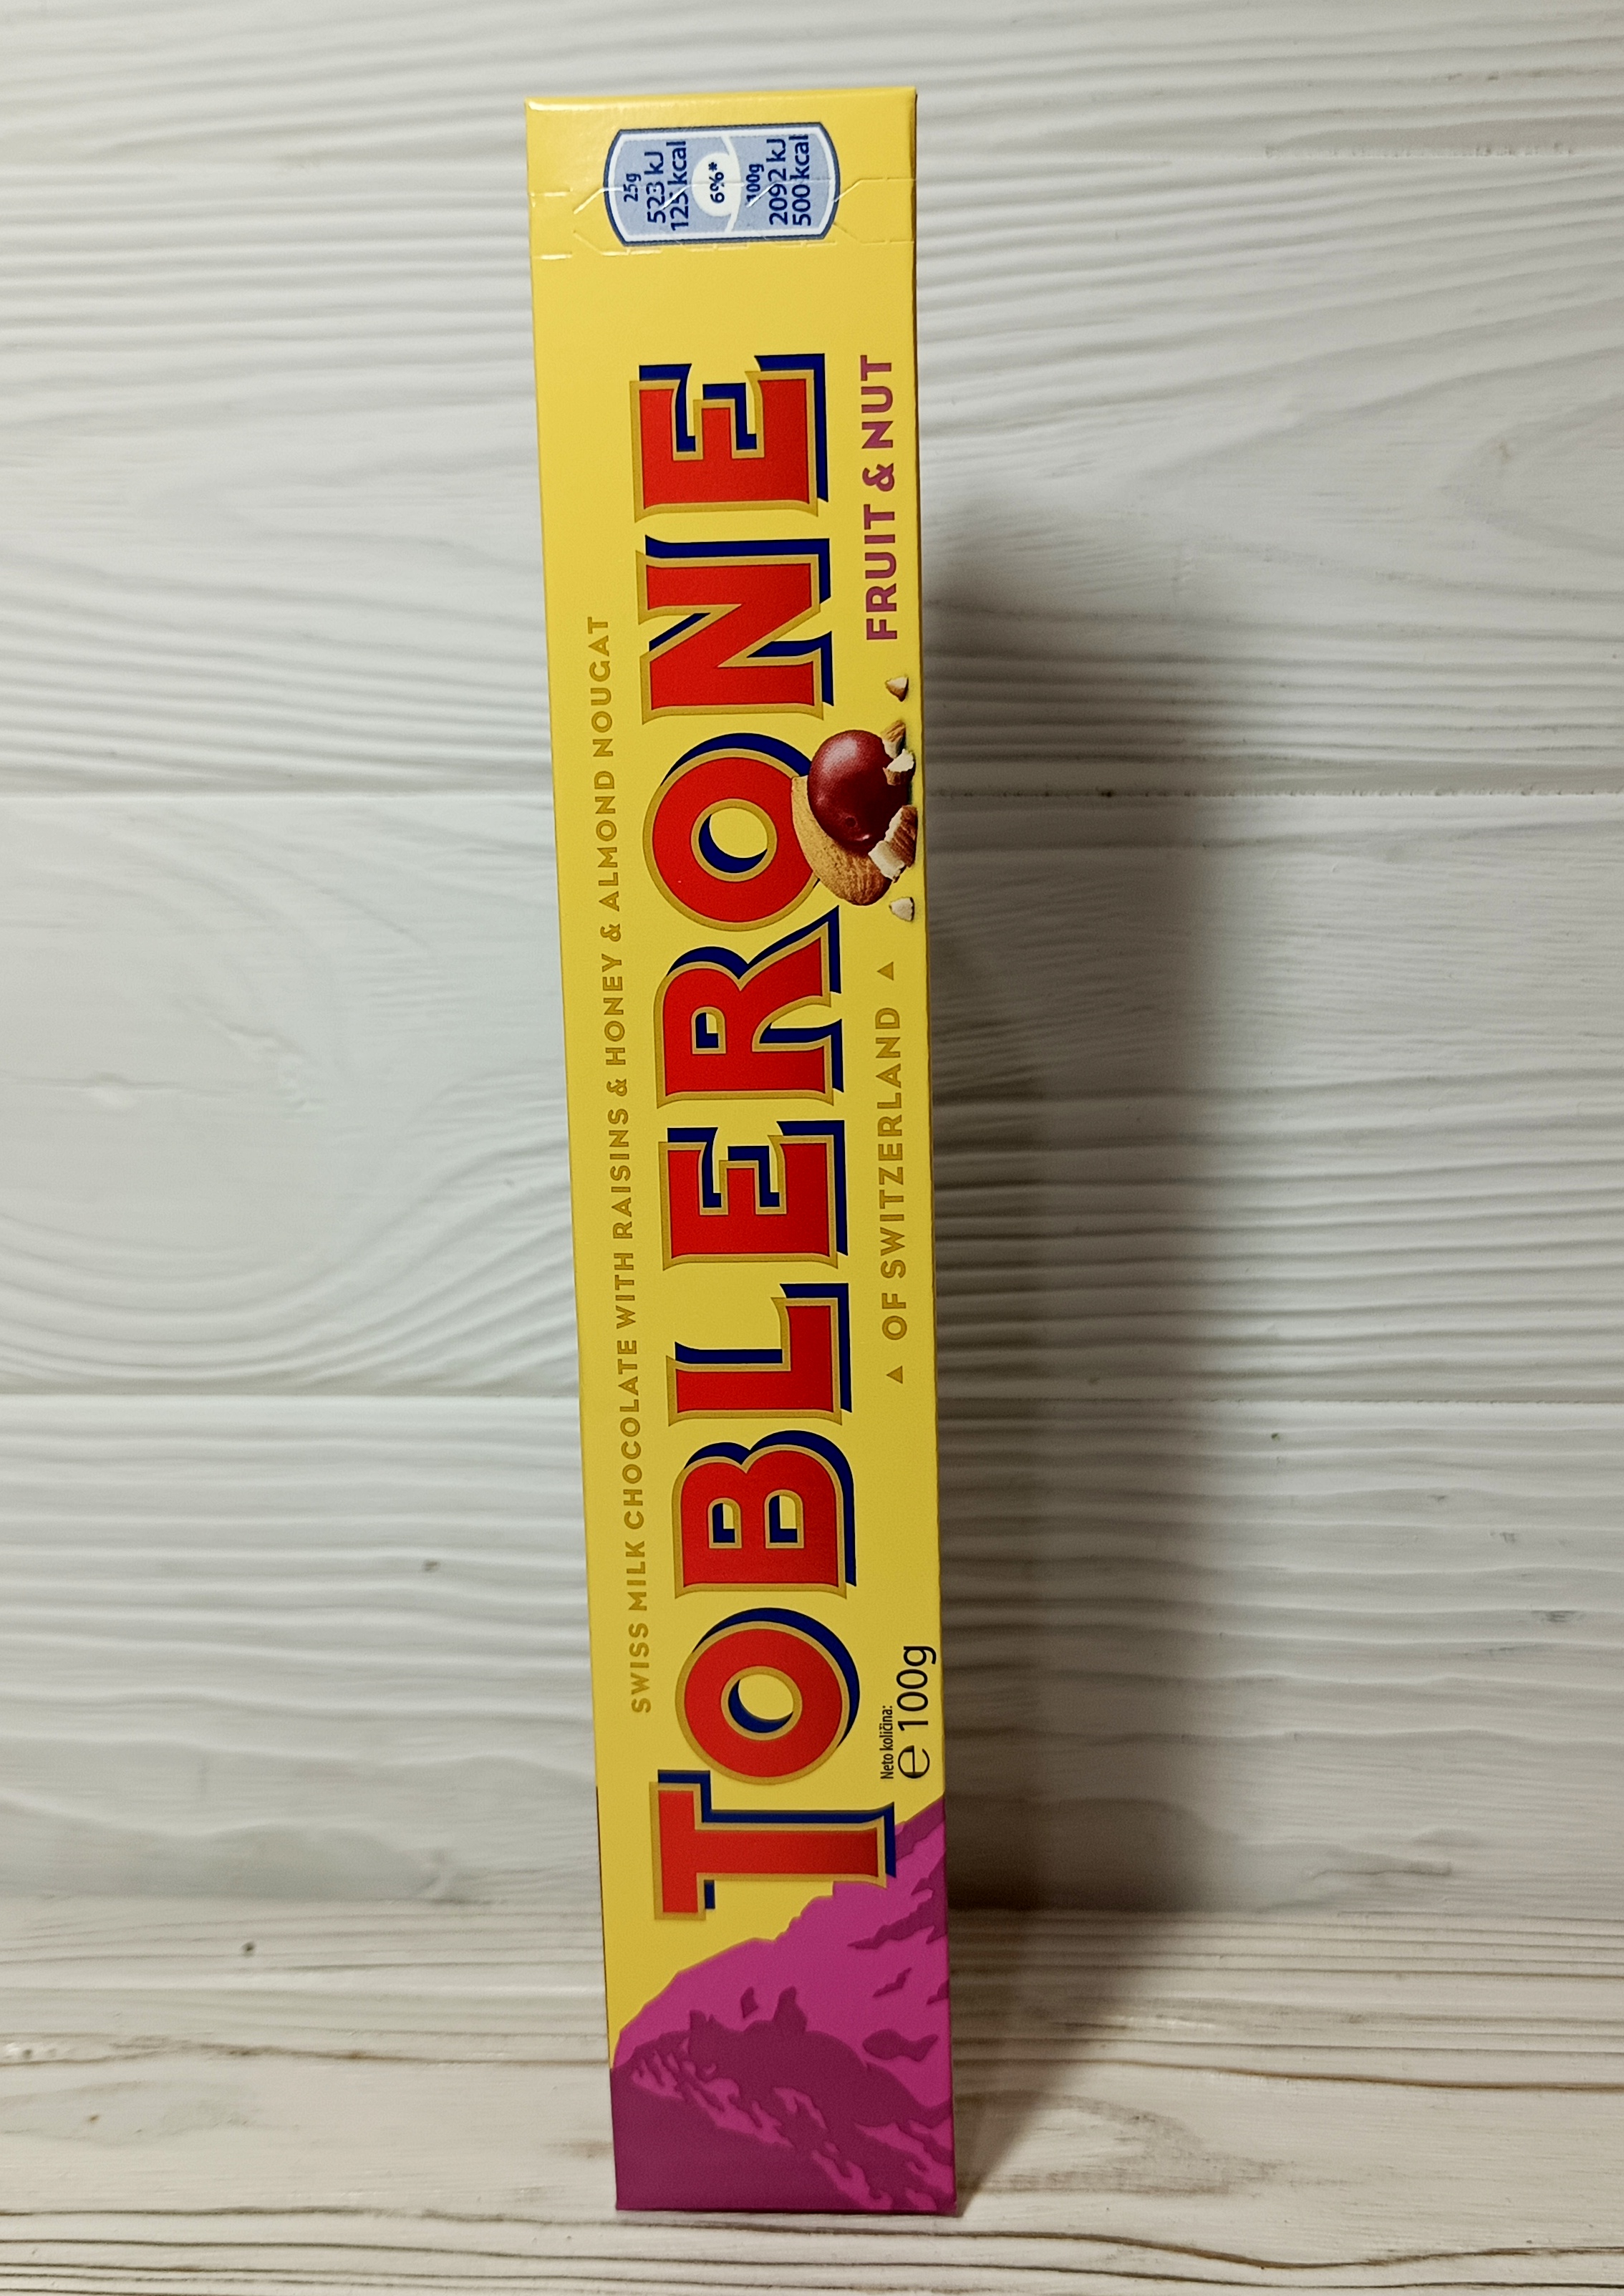 SWISS MILK CHOCOLATE WITH RAISINS & HONEY & ALMOND NOUGAT
TOBLERONE
OF SWITZERLAND
FRUIT & NUT
Neto količina:
℮ 100g
25g
523 kJ
125 kcal
6%*
100g
2092 kJ
500 kcal